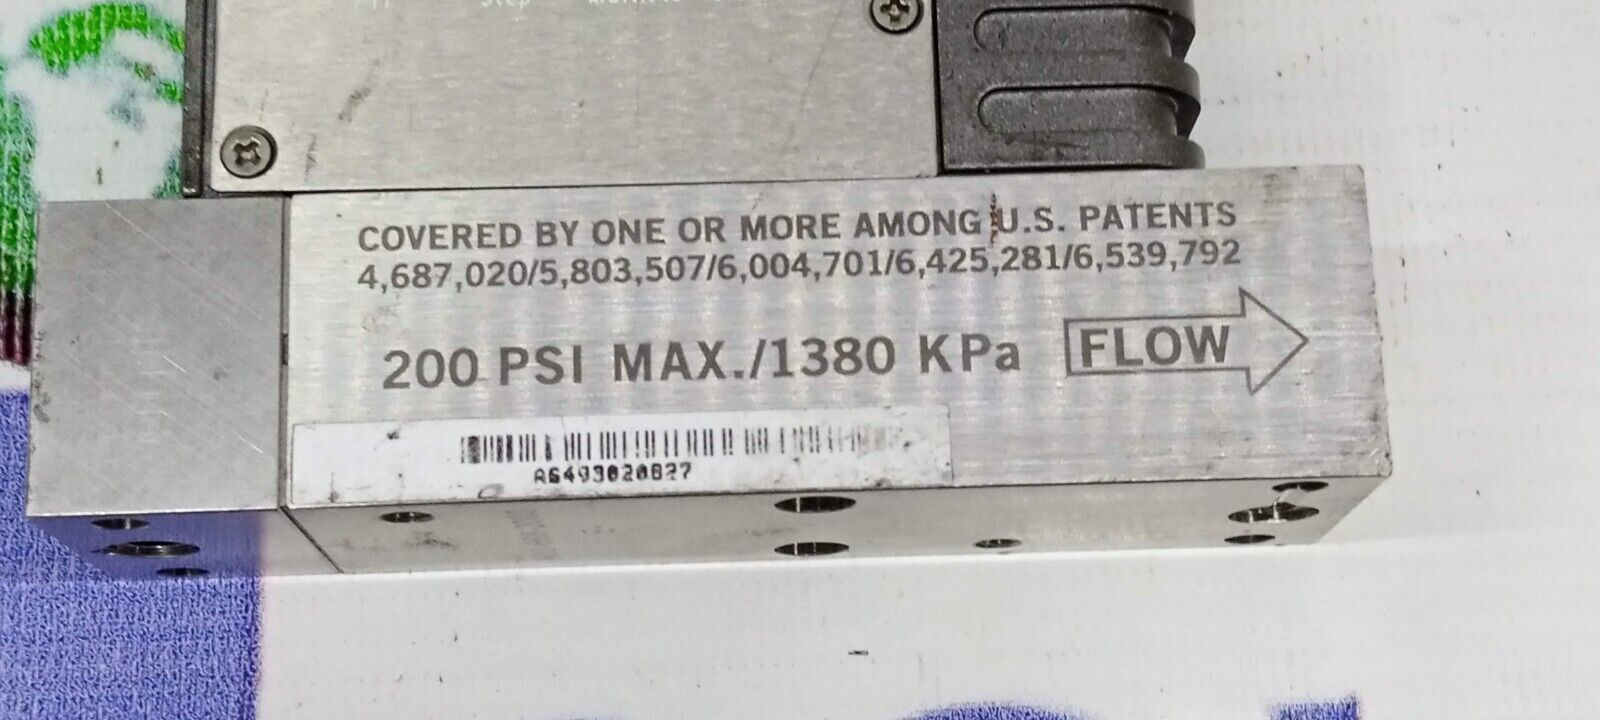 COVERED BY ONE OR MORE AMONG U.S. PATENTS
4,687,020/5,803,507/6,004,701/6,425,281/6,539,792
200 PSI MAX./1380 KPa FLOW
AG493020827